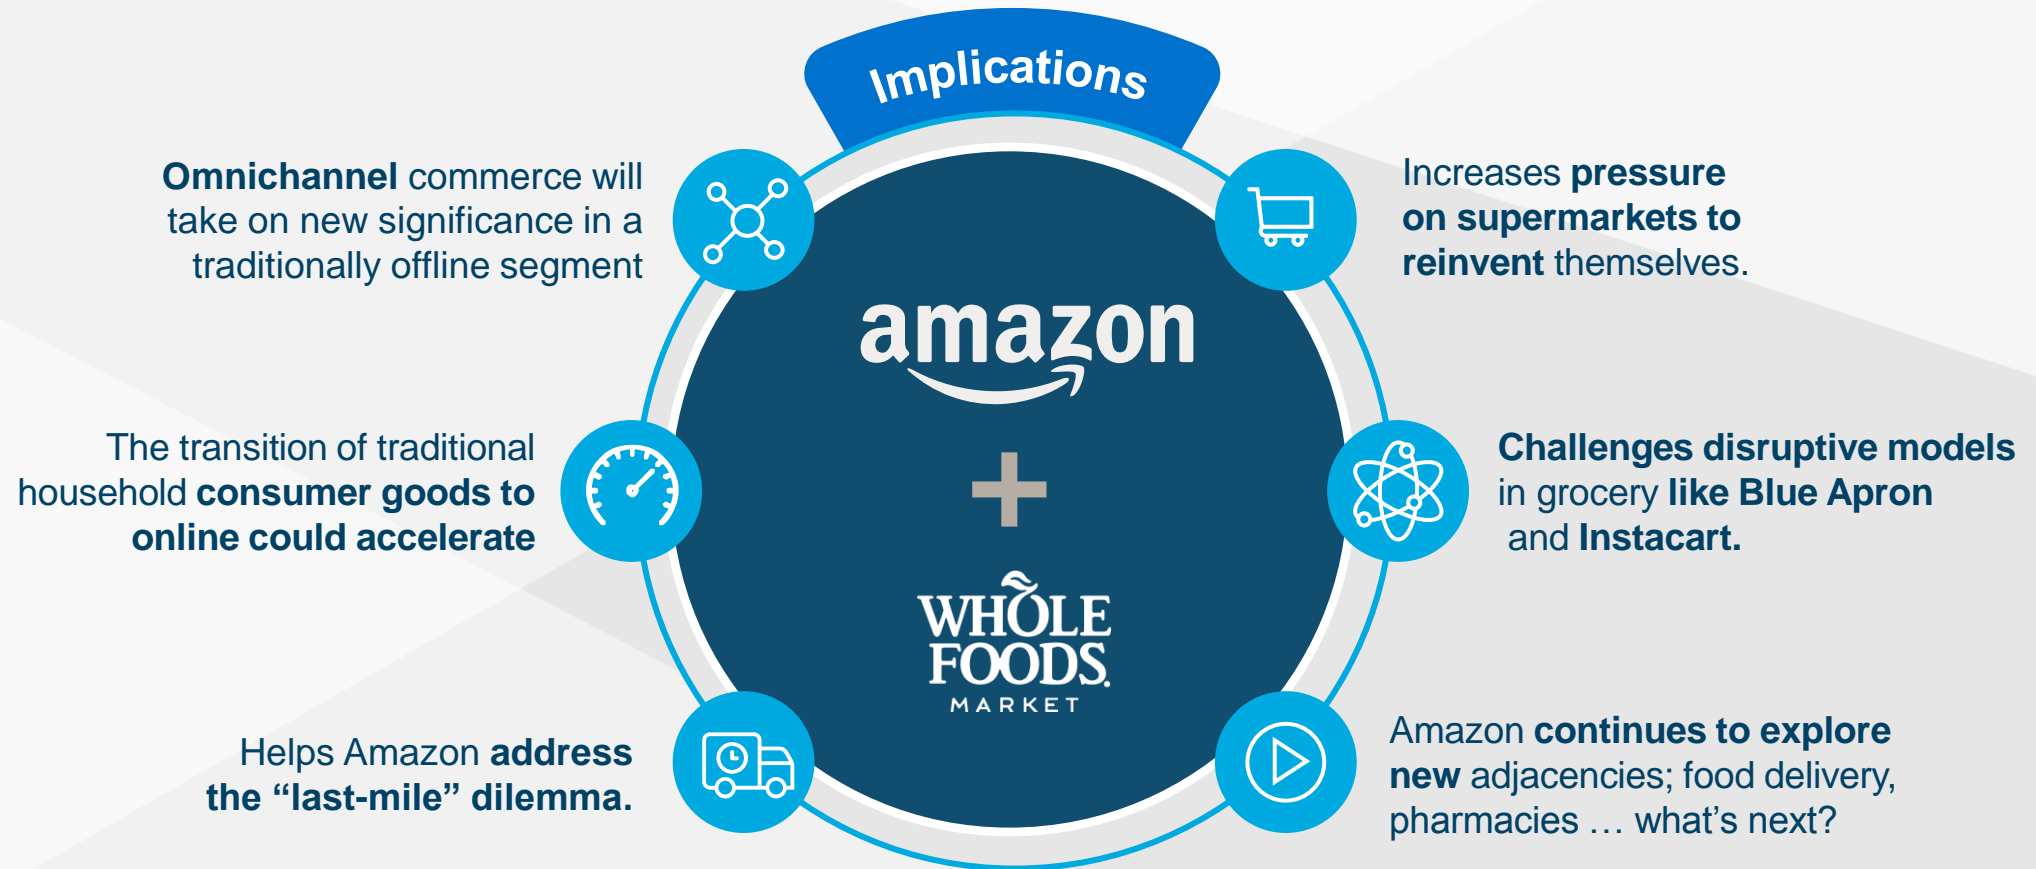 Implications
Omnichannel commerce will
take on new significance in a
traditionally offline segment
The transition of traditional
household consumer goods to
online could accelerate
Helps Amazon address
the “last-mile” dilemma.
amazon
+
WHOLE
FOODS
MARKET
Increases pressure
on supermarkets to
reinvent themselves.
Challenges disruptive models
in grocery like Blue Apron
and Instacart.
Amazon continues to explore
new adjacencies; food delivery,
pharmacies … what’s next?